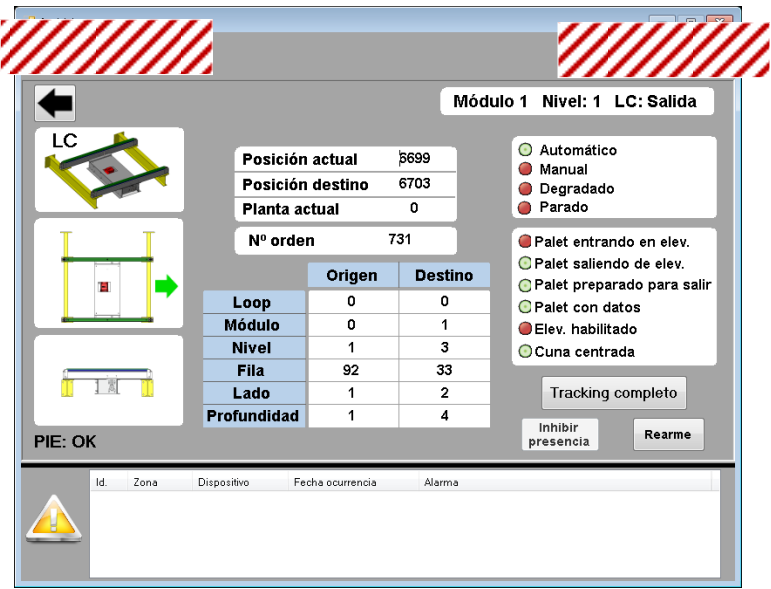 Módulo 1 Nivel: 1 LC: Salida
LC
Posición actual 6699
Posición destino 6703
Planta actual 0
Nº orden 731
Automático
Manual
Degradado
Parado
Palet entrando en elev.
Palet saliendo de elev.
Palet preparado para salir
Palet con datos
Elev. habilitado
Cuna centrada
Origen Destino
Loop 0 0
Módulo 0 1
Nivel 1 3
Fila 92 33
Lado 1 2
Profundidad 1 4
Tracking completo
Inhibir
presencia
Rearme
PIE: OK
Id. Zona Dispositivo Fecha ocurrencia Alarma